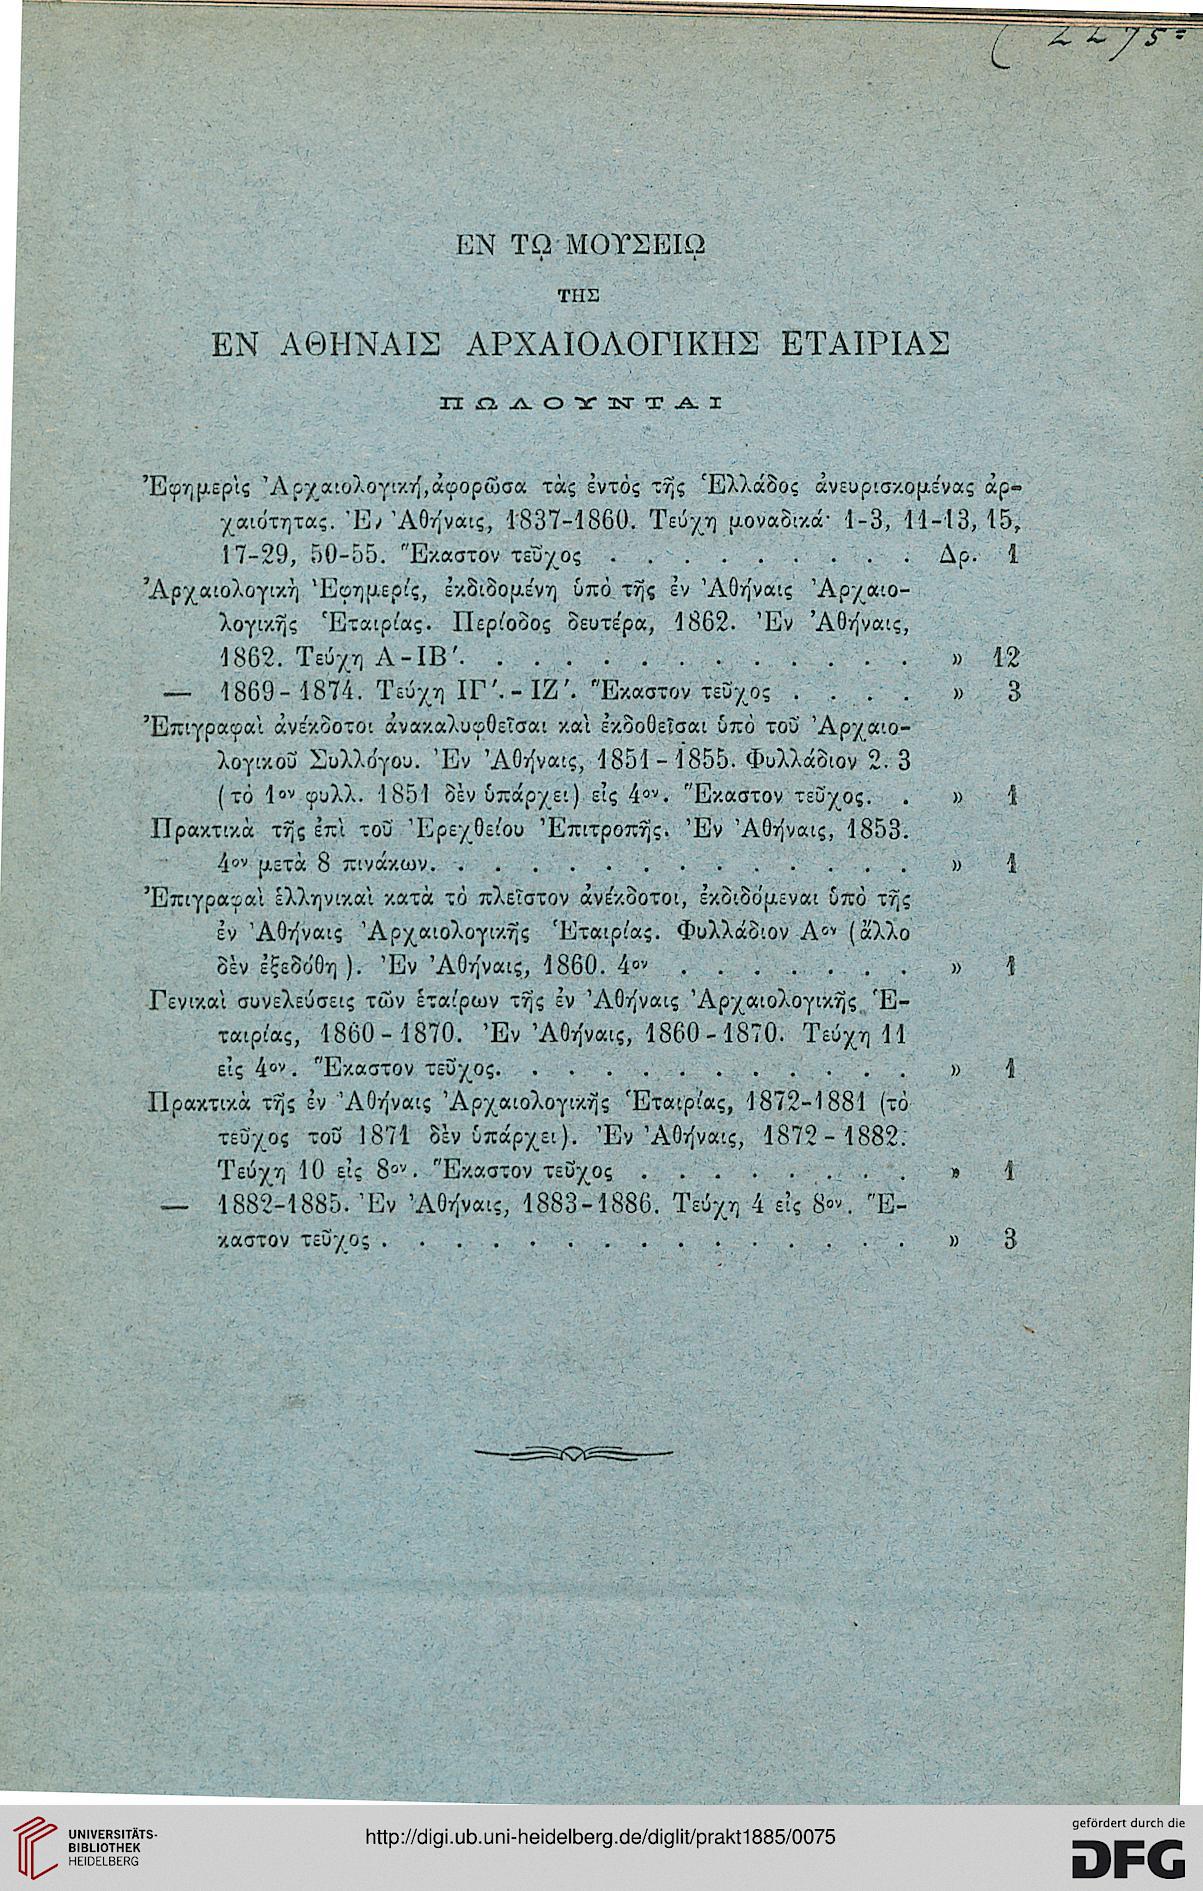 ( 2275=
ΕΝ Τῼ ΜΟΥΣΕΙῼ
ΤΗΣ
ΕΝ ΑΘΗΝΑΙΣ ΑΡΧΑΙΟΛΟΓΙΚΗΣ ΕΤΑΙΡΙΑΣ
ΠΩΛΟΥΝΤΑΙ
Ἐφημερὶς Ἀρχαιολογική, ἀφορῶσα τὰς ἐντὸς τῆς Ἑλλάδος ἀνευρισκομένας ἀρ-
χαιότητας. Ἐν Ἀθήναις, 1837-1860. Τεύχη μοναδικά· 1-3, 11-13, 15,
17-29, 50-55. Ἕκαστον τεῦχος . . . . . . . . . Δρ. 1
Ἀρχαιολογικὴ Ἐφημερίς, ἐκδιδομένη ὑπὸ τῆς ἐν Ἀθήναις Ἀρχαιο-
λογικῆς Ἑταιρίας. Περίοδος δευτέρα, 1862. Ἐν Ἀθήναις,
1862. Τεύχη Α-ΙΒ΄. . . . . . . . . . . . . » 12
— 1869-1874. Τεύχη ΙΓ΄.-ΙΖ΄. Ἕκαστον τεῦχος . . . . » 3
Ἐπιγραφαὶ ἀνέκδοτοι ἀνακαλυφθεῖσαι καὶ ἐκδοθεῖσαι ὑπὸ τοῦ Ἀρχαιο-
λογικοῦ Συλλόγου. Ἐν Ἀθήναις, 1851-1855. Φυλλάδιον 2. 3
(τὸ 1ον φυλλ. 1851 δὲν ὑπάρχει) εἰς 4ον. Ἕκαστον τεῦχος. . » 1
Πρακτικὰ τῆς ἐπὶ τοῦ Ἐρεχθείου Ἐπιτροπῆς. Ἐν Ἀθήναις, 1853.
4ον μετὰ 8 πινάκων. . . . . . . . . . . . . . » 1
Ἐπιγραφαὶ ἑλληνικαὶ κατὰ τὸ πλεῖστον ἀνέκδοτοι, ἐκδιδόμεναι ὑπὸ τῆς
ἐν Ἀθήναις Ἀρχαιολογικῆς Ἑταιρίας. Φυλλάδιον Αον (ἄλλο
δὲν ἐξεδόθη). Ἐν Ἀθήναις, 1860. 4ον . . . . . . . » 1
Γενικαὶ συνελεύσεις τῶν ἑταίρων τῆς ἐν Ἀθήναις Ἀρχαιολογικῆς Ἑ-
ταιρίας, 1860-1870. Ἐν Ἀθήναις, 1860-1870. Τεύχη 11
εἰς 4ον. Ἕκαστον τεῦχος. . . . . . . . . . . . » 1
Πρακτικὰ τῆς ἐν Ἀθήναις Ἀρχαιολογικῆς Ἑταιρίας, 1872-1881 (τὸ
τεῦχος τοῦ 1871 δὲν ὑπάρχει). Ἐν Ἀθήναις, 1872-1882.
Τεύχη 10 εἰς 8ον. Ἕκαστον τεῦχος . . . . . . . . » 1
— 1882-1885. Ἐν Ἀθήναις, 1883-1886. Τεύχη 4 εἰς 8ον. Ἕ-
καστον τεῦχος . . . . . . . . . . . . . . . » 3
UNIVERSITÄTS-
BIBLIOTHEK
HEIDELBERG
http://digi.ub.uni-heidelberg.de/diglit/prakt1885/0075
gefördert durch die
DFG